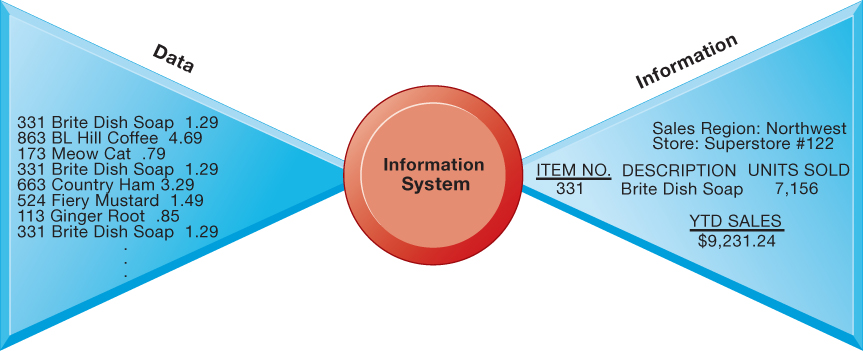 Data
331 Brite Dish Soap 1.29
863 BL Hill Coffee 4.69
173 Meow Cat .79
331 Brite Dish Soap 1.29
663 Country Ham 3.29
524 Fiery Mustard 1.49
113 Ginger Root .85
331 Brite Dish Soap 1.29
.
.
.
Information
System
Information
Sales Region: Northwest
Store: Superstore #122
ITEM NO. DESCRIPTION UNITS SOLD
331 Brite Dish Soap 7,156
YTD SALES
$9,231.24